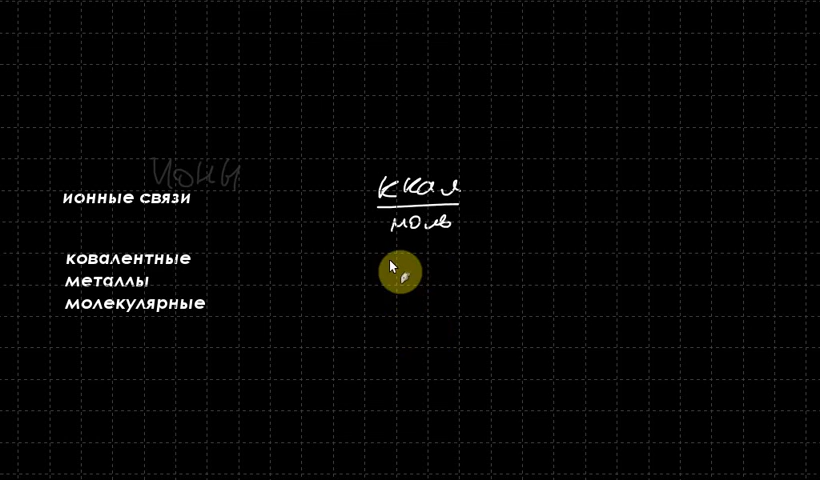 ионы
ионные связи
ккал
моль
ковалентные
металлы
молекулярные